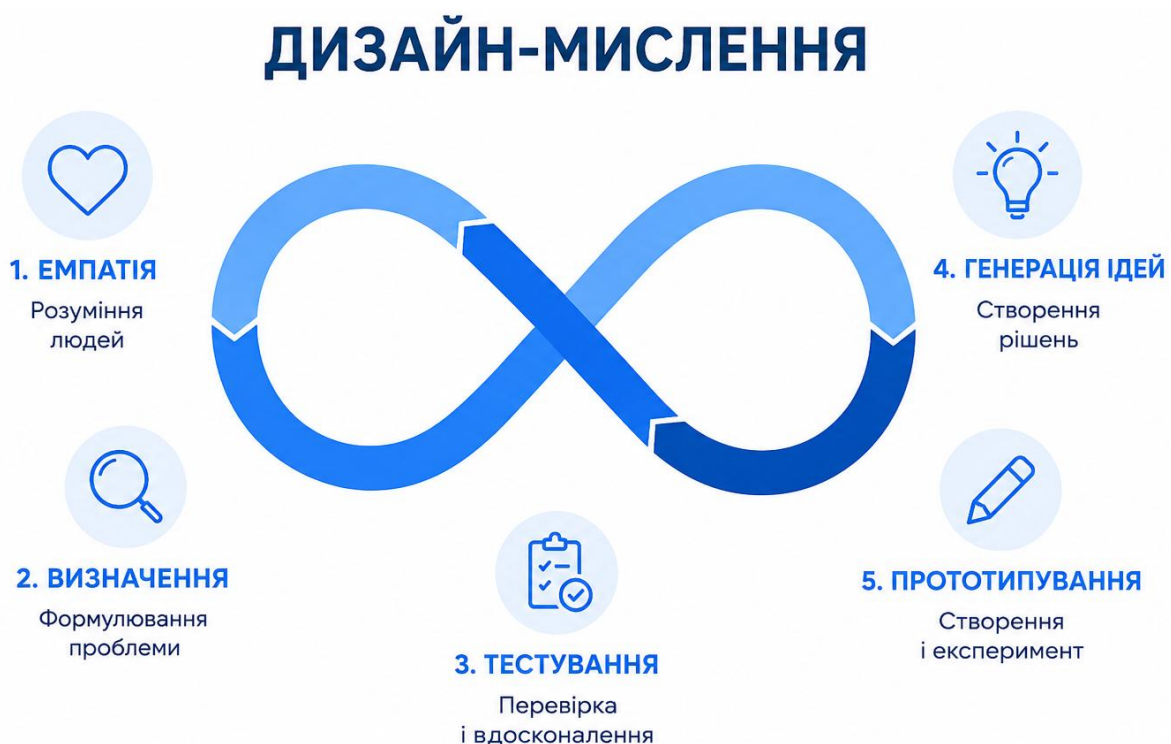 ДИЗАЙН-МИСЛЕННЯ
1. ЕМПАТІЯ
Розуміння
людей
2. ВИЗНАЧЕННЯ
Формулювання
проблеми
3. ТЕСТУВАННЯ
Перевірка
і вдосконалення
4. ГЕНЕРАЦІЯ ІДЕЙ
Створення
рішень
5. ПРОТОТИПУВАННЯ
Створення
і експеримент